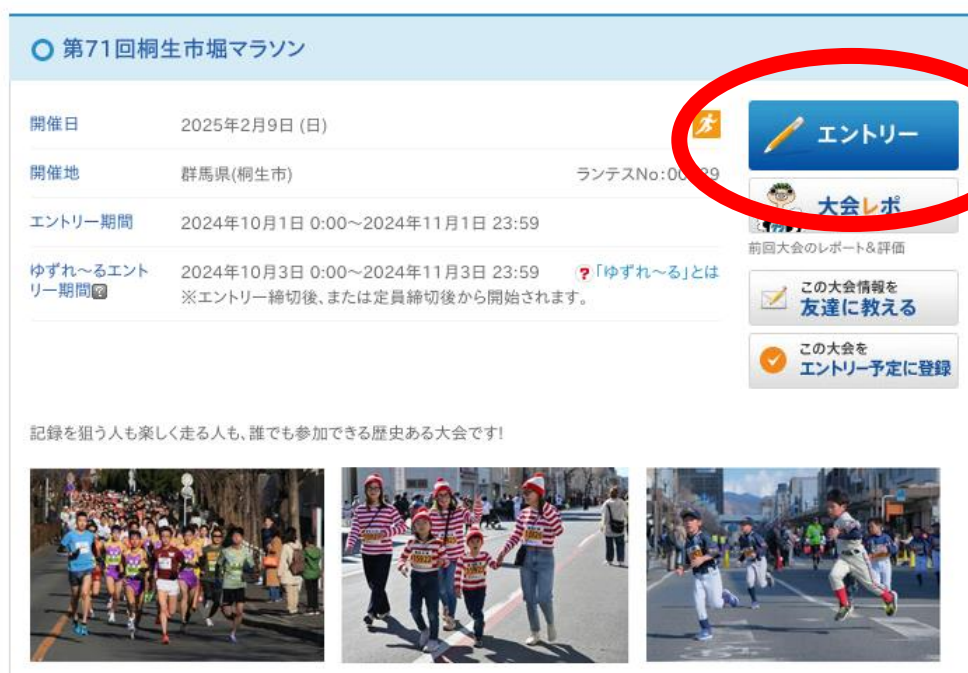 第71回桐生市堀マラソン
開催日 2025年2月9日 (日)
エントリー
開催地 群馬県(桐生市) ランテスNo:00
大会レポ
エントリー期間 2024年10月1日 0:00～2024年11月1日 23:59
前回大会のレポート&評価
ゆずれ～るエント
リー期間? 2024年10月3日 0:00～2024年11月3日 23:59 ?「ゆずれ～る」とは
※エントリー締切後、または定員締切後から開始されます。
この大会情報を
友達に教える
この大会を
エントリー予定に登録
記録を狙う人も楽しく走る人も、誰でも参加できる歴史ある大会です!